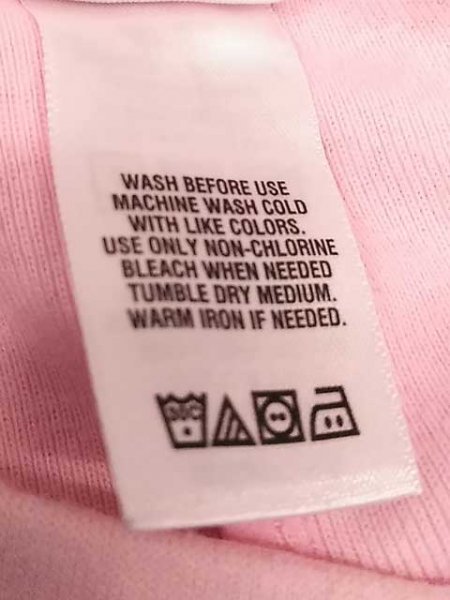 WASH BEFORE USE
MACHINE WASH COLD
WITH LIKE COLORS.
USE ONLY NON-CHLORINE
BLEACH WHEN NEEDED
TUMBLE DRY MEDIUM.
WARM IRON IF NEEDED.